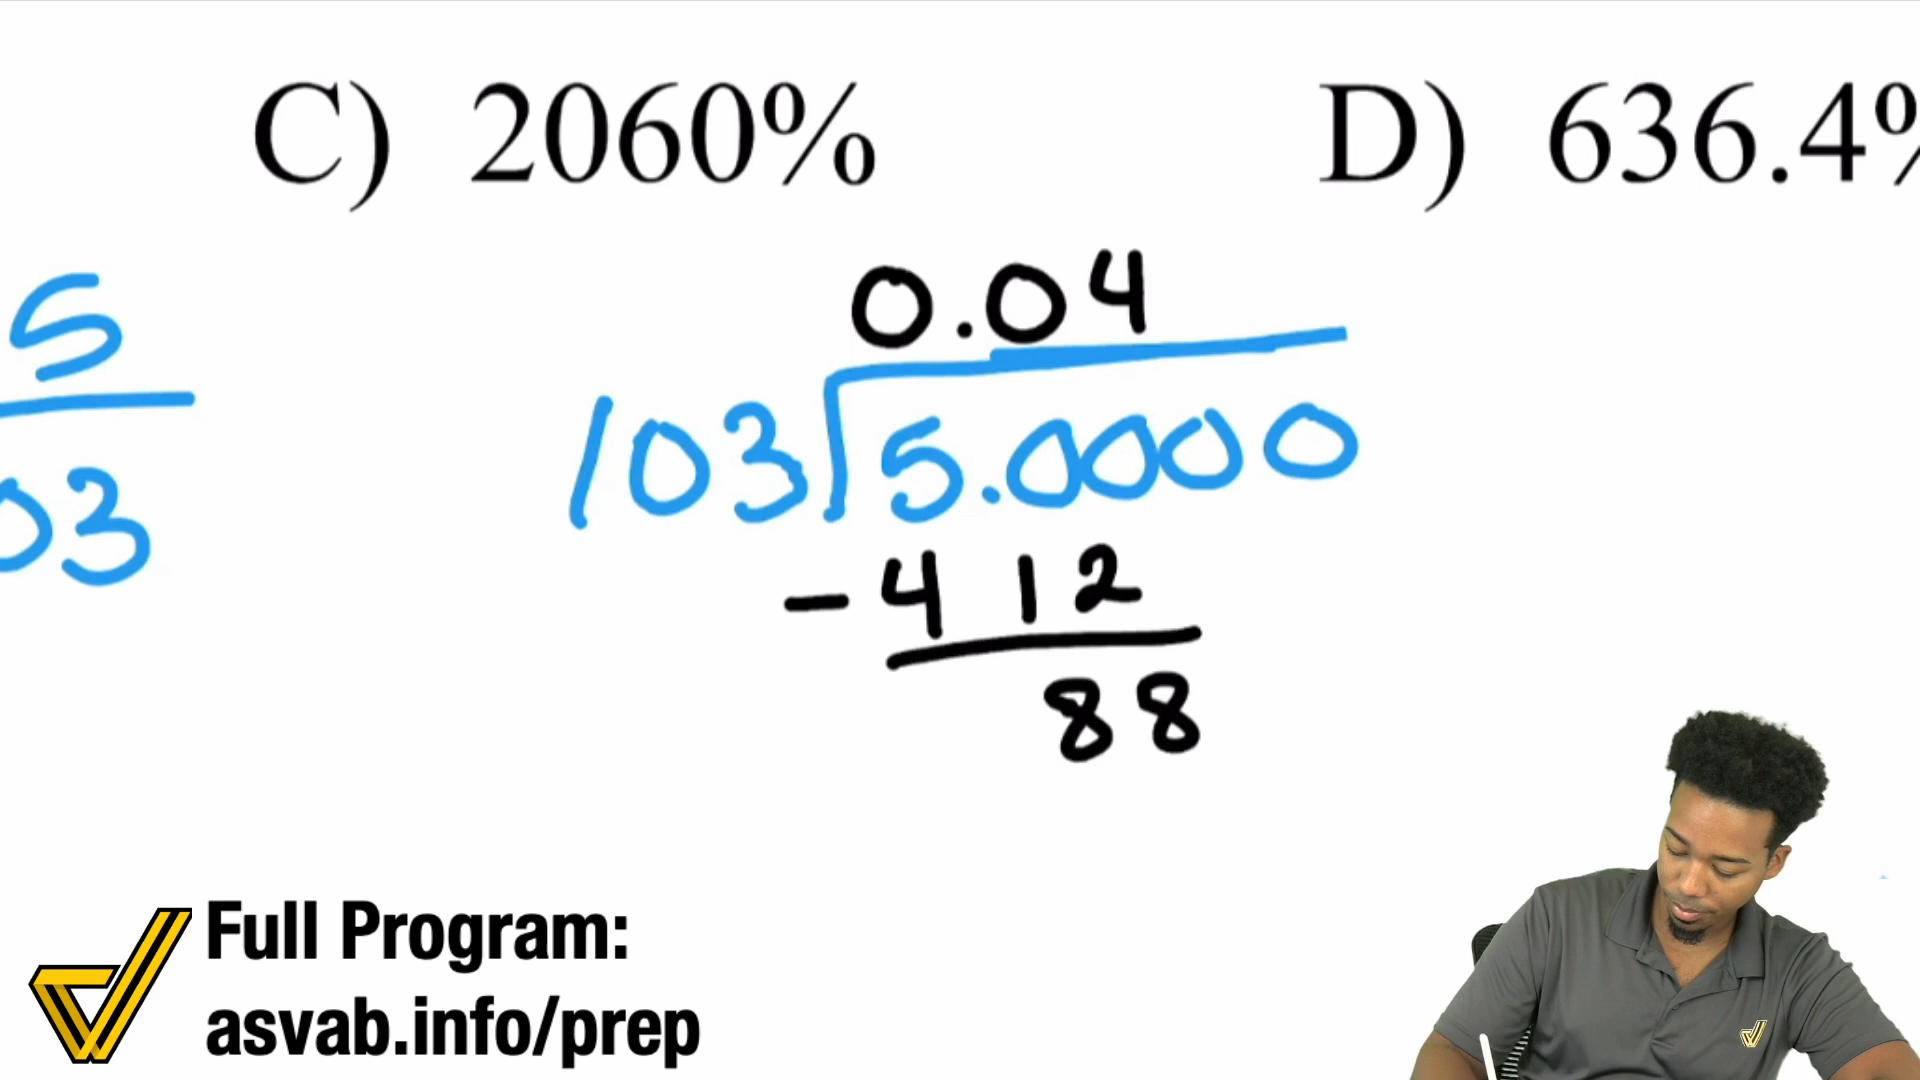 C) 2060% D) 636.4%
5
03
0.04
103 5.0000
- 412
88
Full Program:
asvab.info/prep